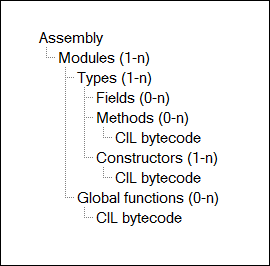 Assembly
Modules (1-n)
Types (1-n)
Fields (0-n)
Methods (0-n)
CIL bytecode
Constructors (1-n)
CIL bytecode
Global functions (0-n)
CIL bytecode